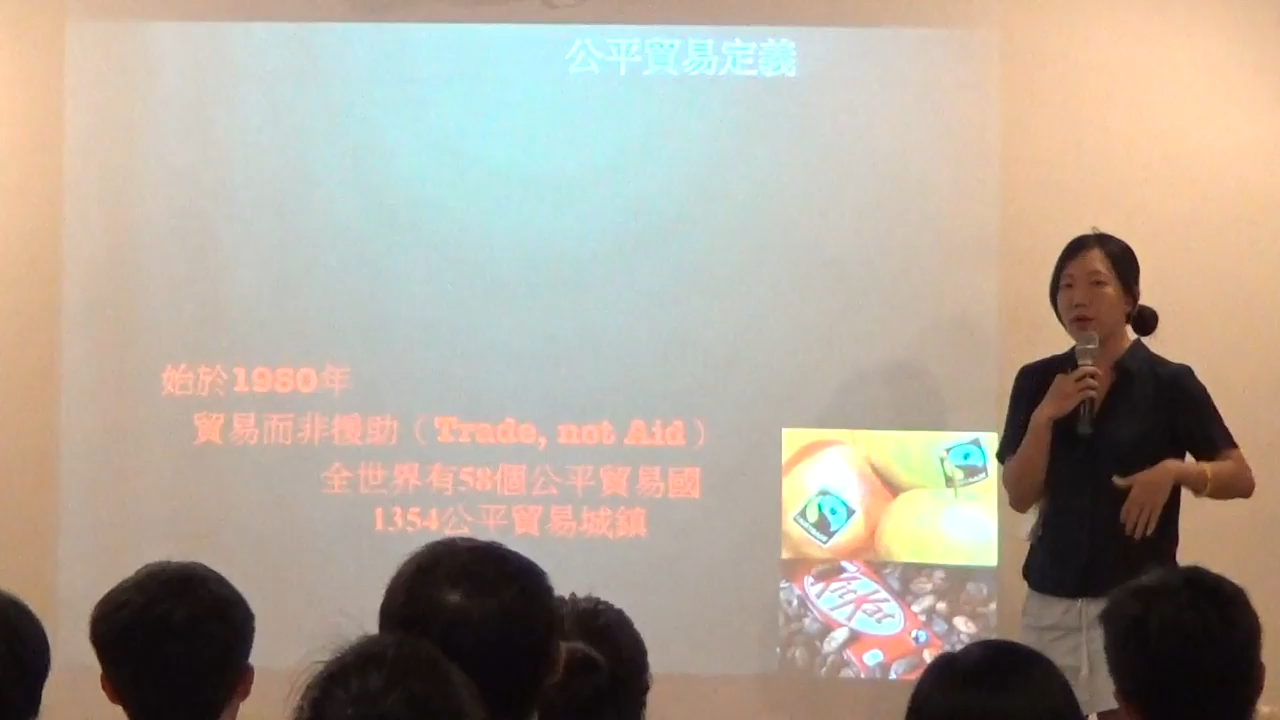 公平貿易定義
始於1980年
貿易而非援助（Trade, not Aid）
全世界有58個公平貿易國
1354公平貿易城鎮
KitKat